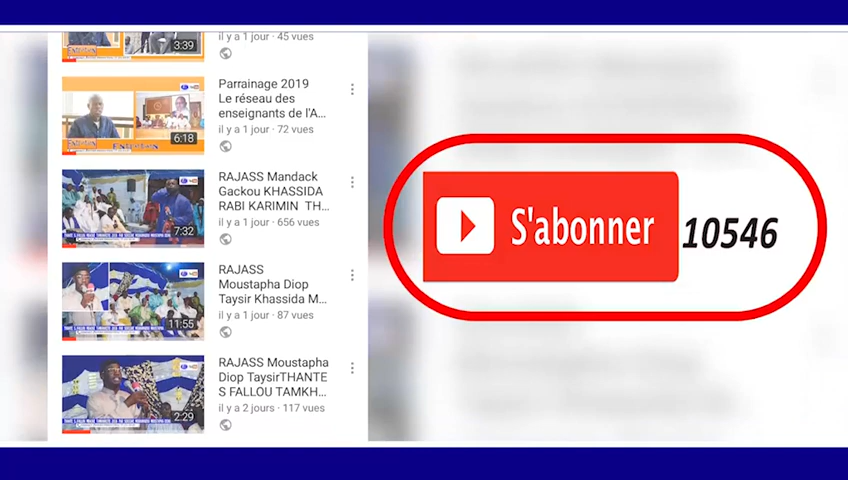 3:39
il y a 1 jour · 45 vues
6:18
Parrainage 2019
Le réseau des
enseignants de l'A...
il y a 1 jour · 72 vues
7:32
RAJASS Mandack
Gackou KHASSIDA
RABI KARIMIN TH...
il y a 1 jour · 656 vues
11:55
RAJASS
Moustapha Diop
Taysir Khassida M...
il y a 1 jour · 87 vues
2:29
RAJASS Moustapha
Diop TaysirTHANTE
S FALLOU TAMKH...
il y a 2 jours · 117 vues
S'abonner
10546